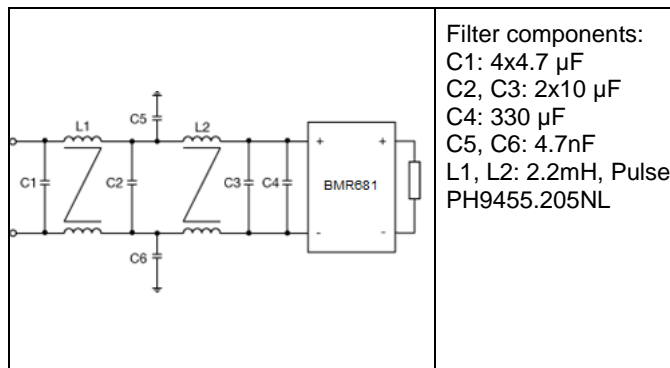 C5
L1
L2
+
+
C1
C2
C3
C4
BMR681
-
-
C6
Filter components:
C1: 4x4.7 µF
C2, C3: 2x10 µF
C4: 330 µF
C5, C6: 4.7nF
L1, L2: 2.2mH, Pulse
PH9455.205NL